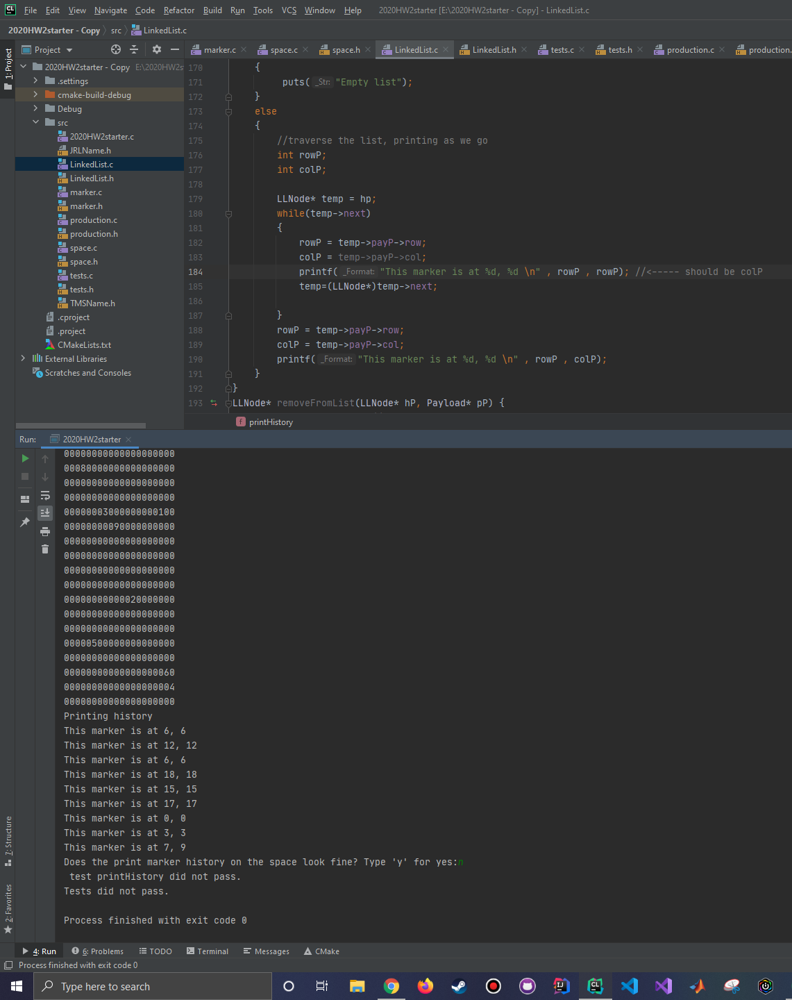 File Edit View Navigate Code Refactor Build Run Tools VCS Window Help 2020HW2starter [E:\2020HW2starter - Copy] - LinkedList.c
2020HW2starter - Copy src LinkedList.c
1: Project
Project
marker.c space.c space.h LinkedList.c LinkedList.h tests.c tests.h production.c production.
2020HW2starter - Copy E:\2020HW2s
.settings
cmake-build-debug
Debug
src
2020HW2starter.c
JRLName.h
LinkedList.c
LinkedList.h
marker.c
marker.h
production.c
production.h
space.c
space.h
tests.c
tests.h
TMSName.h
.cproject
.project
CMakeLists.txt
External Libraries
Scratches and Consoles
170 {
171 puts( _Str: "Empty list");
172 }
173 else
174 {
175 //traverse the list, printing as we go
176 int rowP;
177 int colP;
178
179 LLNode* temp = hp;
180 while(temp->next)
181 {
182 rowP = temp->payP->row;
183 colP = temp->payP->col;
184 printf( _Format: "This marker is at %d, %d \n" , rowP , rowP); //<----- should be colP
185 temp=(LLNode*)temp->next;
186
187 }
188 rowP = temp->payP->row;
189 colP = temp->payP->col;
190 printf( _Format: "This marker is at %d, %d \n" , rowP , colP);
191 }
192 }
193 LLNode* removeFromList(LLNode* hP, Payload* pP) {
f printHistory
Run: 2020HW2starter
00000000000000000000
00080000000000000000
00000000000000000000
00000000000000000000
00000003000000000100
00000000090000000000
00000000000000000000
00000000000000000000
00000000000000000000
00000000000000000000
00000000000020000000
00000000000000000000
00000000000000000000
00000500000000000000
00000000000000000000
00000000000000000060
00000000000000000004
00000000000000000000
Printing history
This marker is at 6, 6
This marker is at 12, 12
This marker is at 6, 6
This marker is at 18, 18
This marker is at 15, 15
This marker is at 17, 17
This marker is at 0, 0
This marker is at 3, 3
This marker is at 7, 9
Does the print marker history on the space look fine? Type 'y' for yes:n
test printHistory did not pass.
Tests did not pass.
Process finished with exit code 0
7: Structure
2: Favorites
4: Run 6: Problems TODO Terminal Messages CMake
Process finished with exit code 0
Type here to search